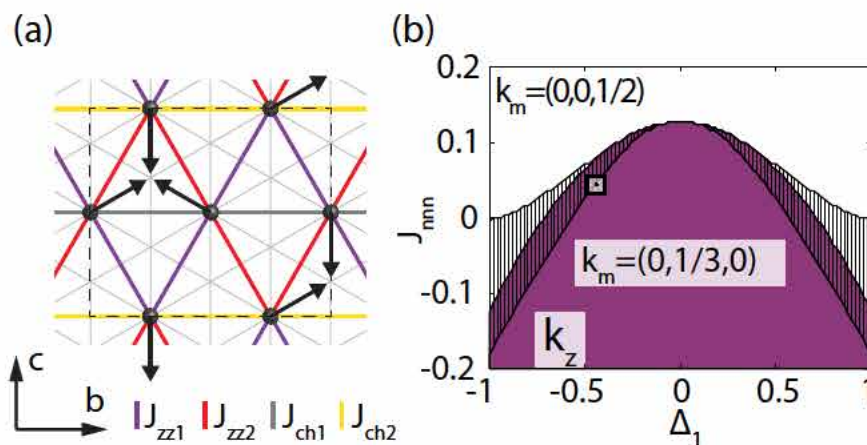 (a)
c
b
J_zz1 J_zz2 J_ch1 J_ch2
(b)
0.2
0.1
0
-0.1
-0.2
J_nnn
k_m=(0,0,1/2)
k_m=(0,1/3,0)
k_z
-1 -0.5 0 0.5 1
Δ_1